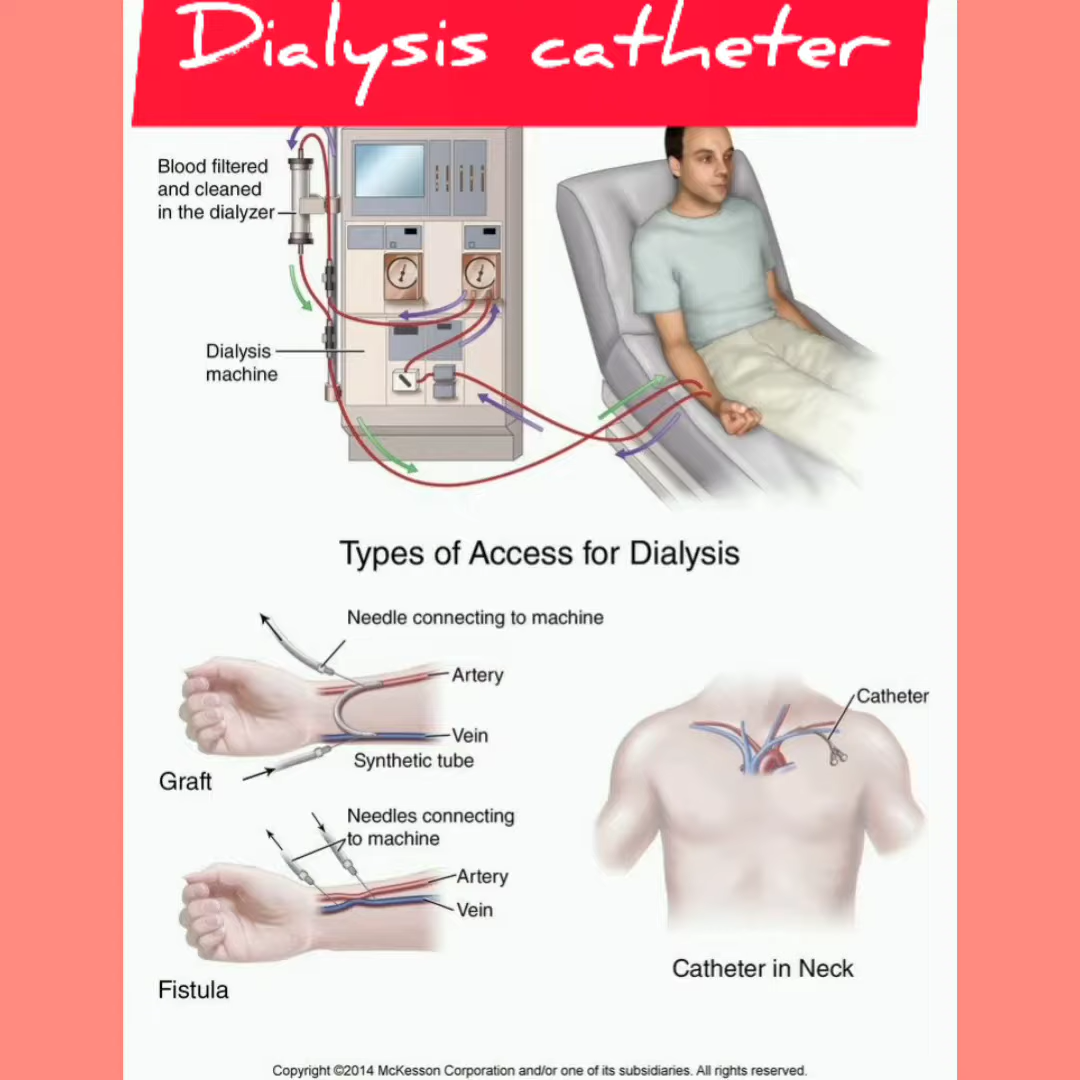 Dialysis catheter
Blood filtered
and cleaned
in the dialyzer
Dialysis
machine
Types of Access for Dialysis
Needle connecting to machine
Artery
Vein
Synthetic tube
Graft
Catheter
Needles connecting
to machine
Artery
Vein
Catheter in Neck
Fistula
Copyright ©2014 McKesson Corporation and/or one of its subsidiaries. All rights reserved.